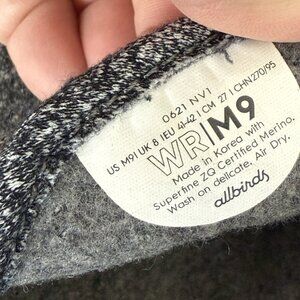 0621 NV1
US M9 | UK 8 | EU 41-42 | CM 27 | CHN270/95
WR|M9
Made in Korea with
Superfine ZQ Certified Merino.
Wash on delicate. Air Dry.
allbirds